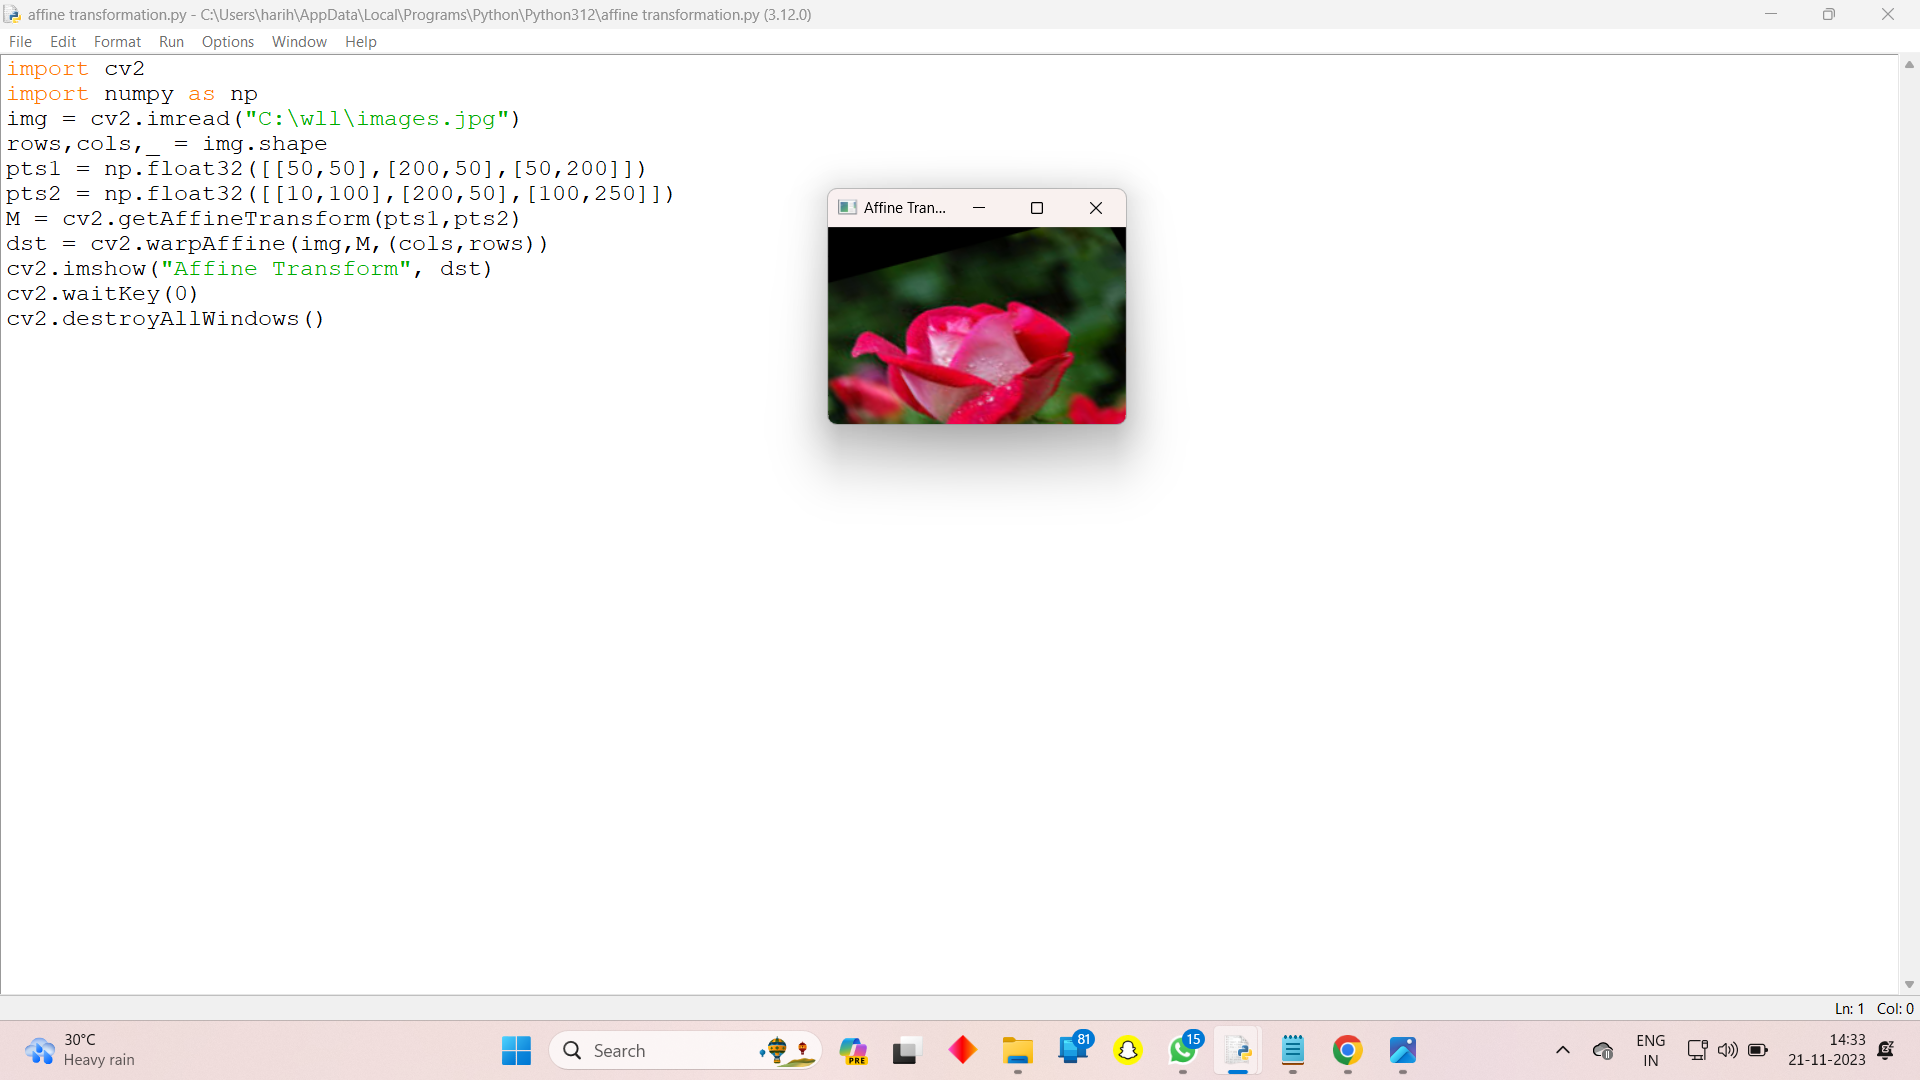 affine transformation.py - C:\Users\harih\AppData\Local\Programs\Python\Python312\affine transformation.py (3.12.0)
File Edit Format Run Options Window Help
import cv2
import numpy as np
img = cv2.imread("C:\wll\images.jpg")
rows,cols,_ = img.shape
pts1 = np.float32([[50,50],[200,50],[50,200]])
pts2 = np.float32([[10,100],[200,50],[100,250]])
M = cv2.getAffineTransform(pts1,pts2)
dst = cv2.warpAffine(img,M,(cols,rows))
cv2.imshow("Affine Transform", dst)
cv2.waitKey(0)
cv2.destroyAllWindows()
Affine Tran...
Ln: 1 Col: 0
30°C
Heavy rain
Search
PRE
81
15
ENG
IN
14:33
21-11-2023